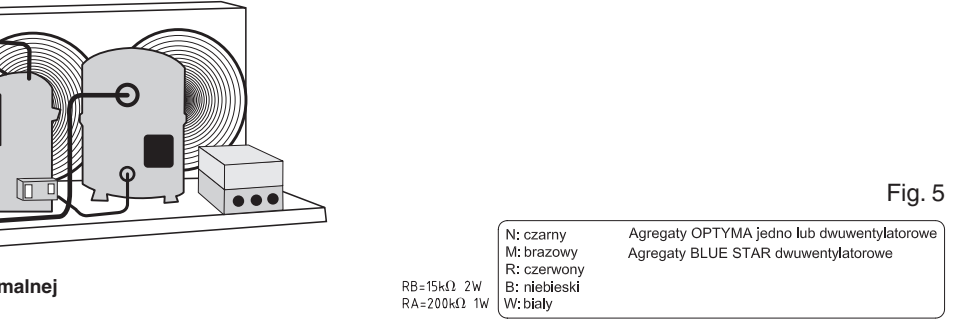 Fig. 5
N: czarny Agregaty OPTYMA jedno lub dwuwentylatorowe
M: brazowy Agregaty BLUE STAR dwuwentylatorowe
R: czerwony
B: niebieski
W: bialy
RB=15kΩ 2W
RA=200kΩ 1W
malnej